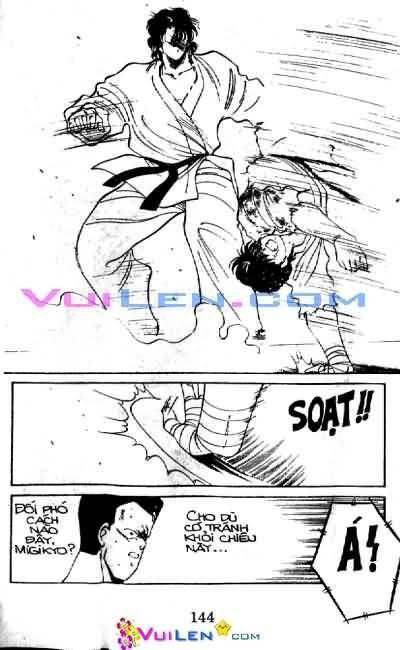 VUILEN.COM
SOẠT!!
ĐỐI PHÓ
CÁCH
NÀO
ĐÂY,
MIGIKYO?
CHO DÙ
CÓ TRÁNH
KHỎI CHIÊU
NÀY...
Á!
144
VUILEN.COM